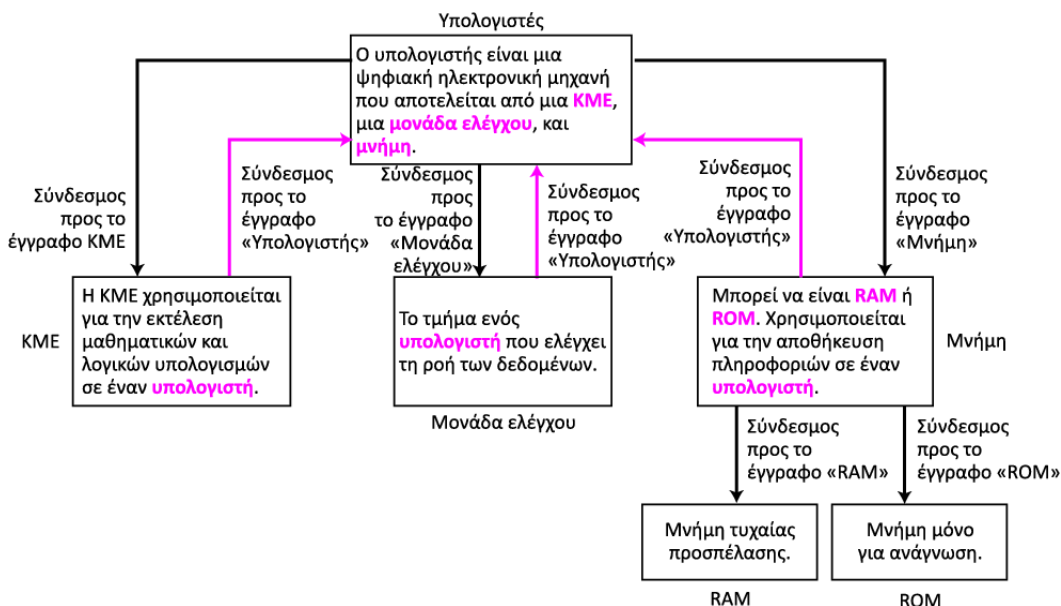 Υπολογιστές
Ο υπολογιστής είναι μια
ψηφιακή ηλεκτρονική μηχανή
που αποτελείται από μια ΚΜΕ,
μια μονάδα ελέγχου, και
μνήμη.
Σύνδεσμος
προς το
έγγραφο ΚΜΕ
Σύνδεσμος
προς το
έγγραφο
«Υπολογιστής»
Σύνδεσμος
προς
το έγγραφο
«Μονάδα
ελέγχου»
Σύνδεσμος
προς το
έγγραφο
«Υπολογιστής»
Σύνδεσμος
προς το
έγγραφο
«Υπολογιστής»
Σύνδεσμος
προς το
έγγραφο
«Μνήμη»
ΚΜΕ
Η ΚΜΕ χρησιμοποιείται
για την εκτέλεση
μαθηματικών και
λογικών υπολογισμών
σε έναν υπολογιστή.
Το τμήμα ενός
υπολογιστή που ελέγχει
τη ροή των δεδομένων.
Μονάδα ελέγχου
Μπορεί να είναι RAM ή
ROM. Χρησιμοποιείται
για την αποθήκευση
πληροφοριών σε έναν
υπολογιστή.
Μνήμη
Σύνδεσμος
προς το
έγγραφο «RAM»
Σύνδεσμος
προς το
έγγραφο «ROM»
Μνήμη τυχαίας
προσπέλασης.
RAM
Μνήμη μόνο
για ανάγνωση.
ROM